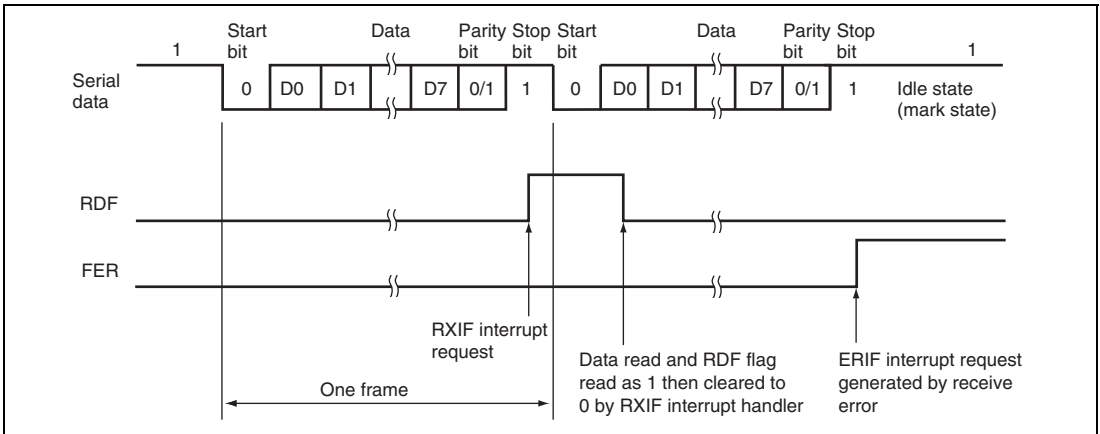 Start Data Parity Stop Start Data Parity Stop
1 bit bit bit bit bit bit 1
Serial data 0 D0 D1 D7 0/1 1 0 D0 D1 D7 0/1 1 Idle state (mark state)
RDF
FER
RXIF interrupt
request
Data read and RDF flag
read as 1 then cleared to
0 by RXIF interrupt handler
ERIF interrupt request
generated by receive
error
One frame